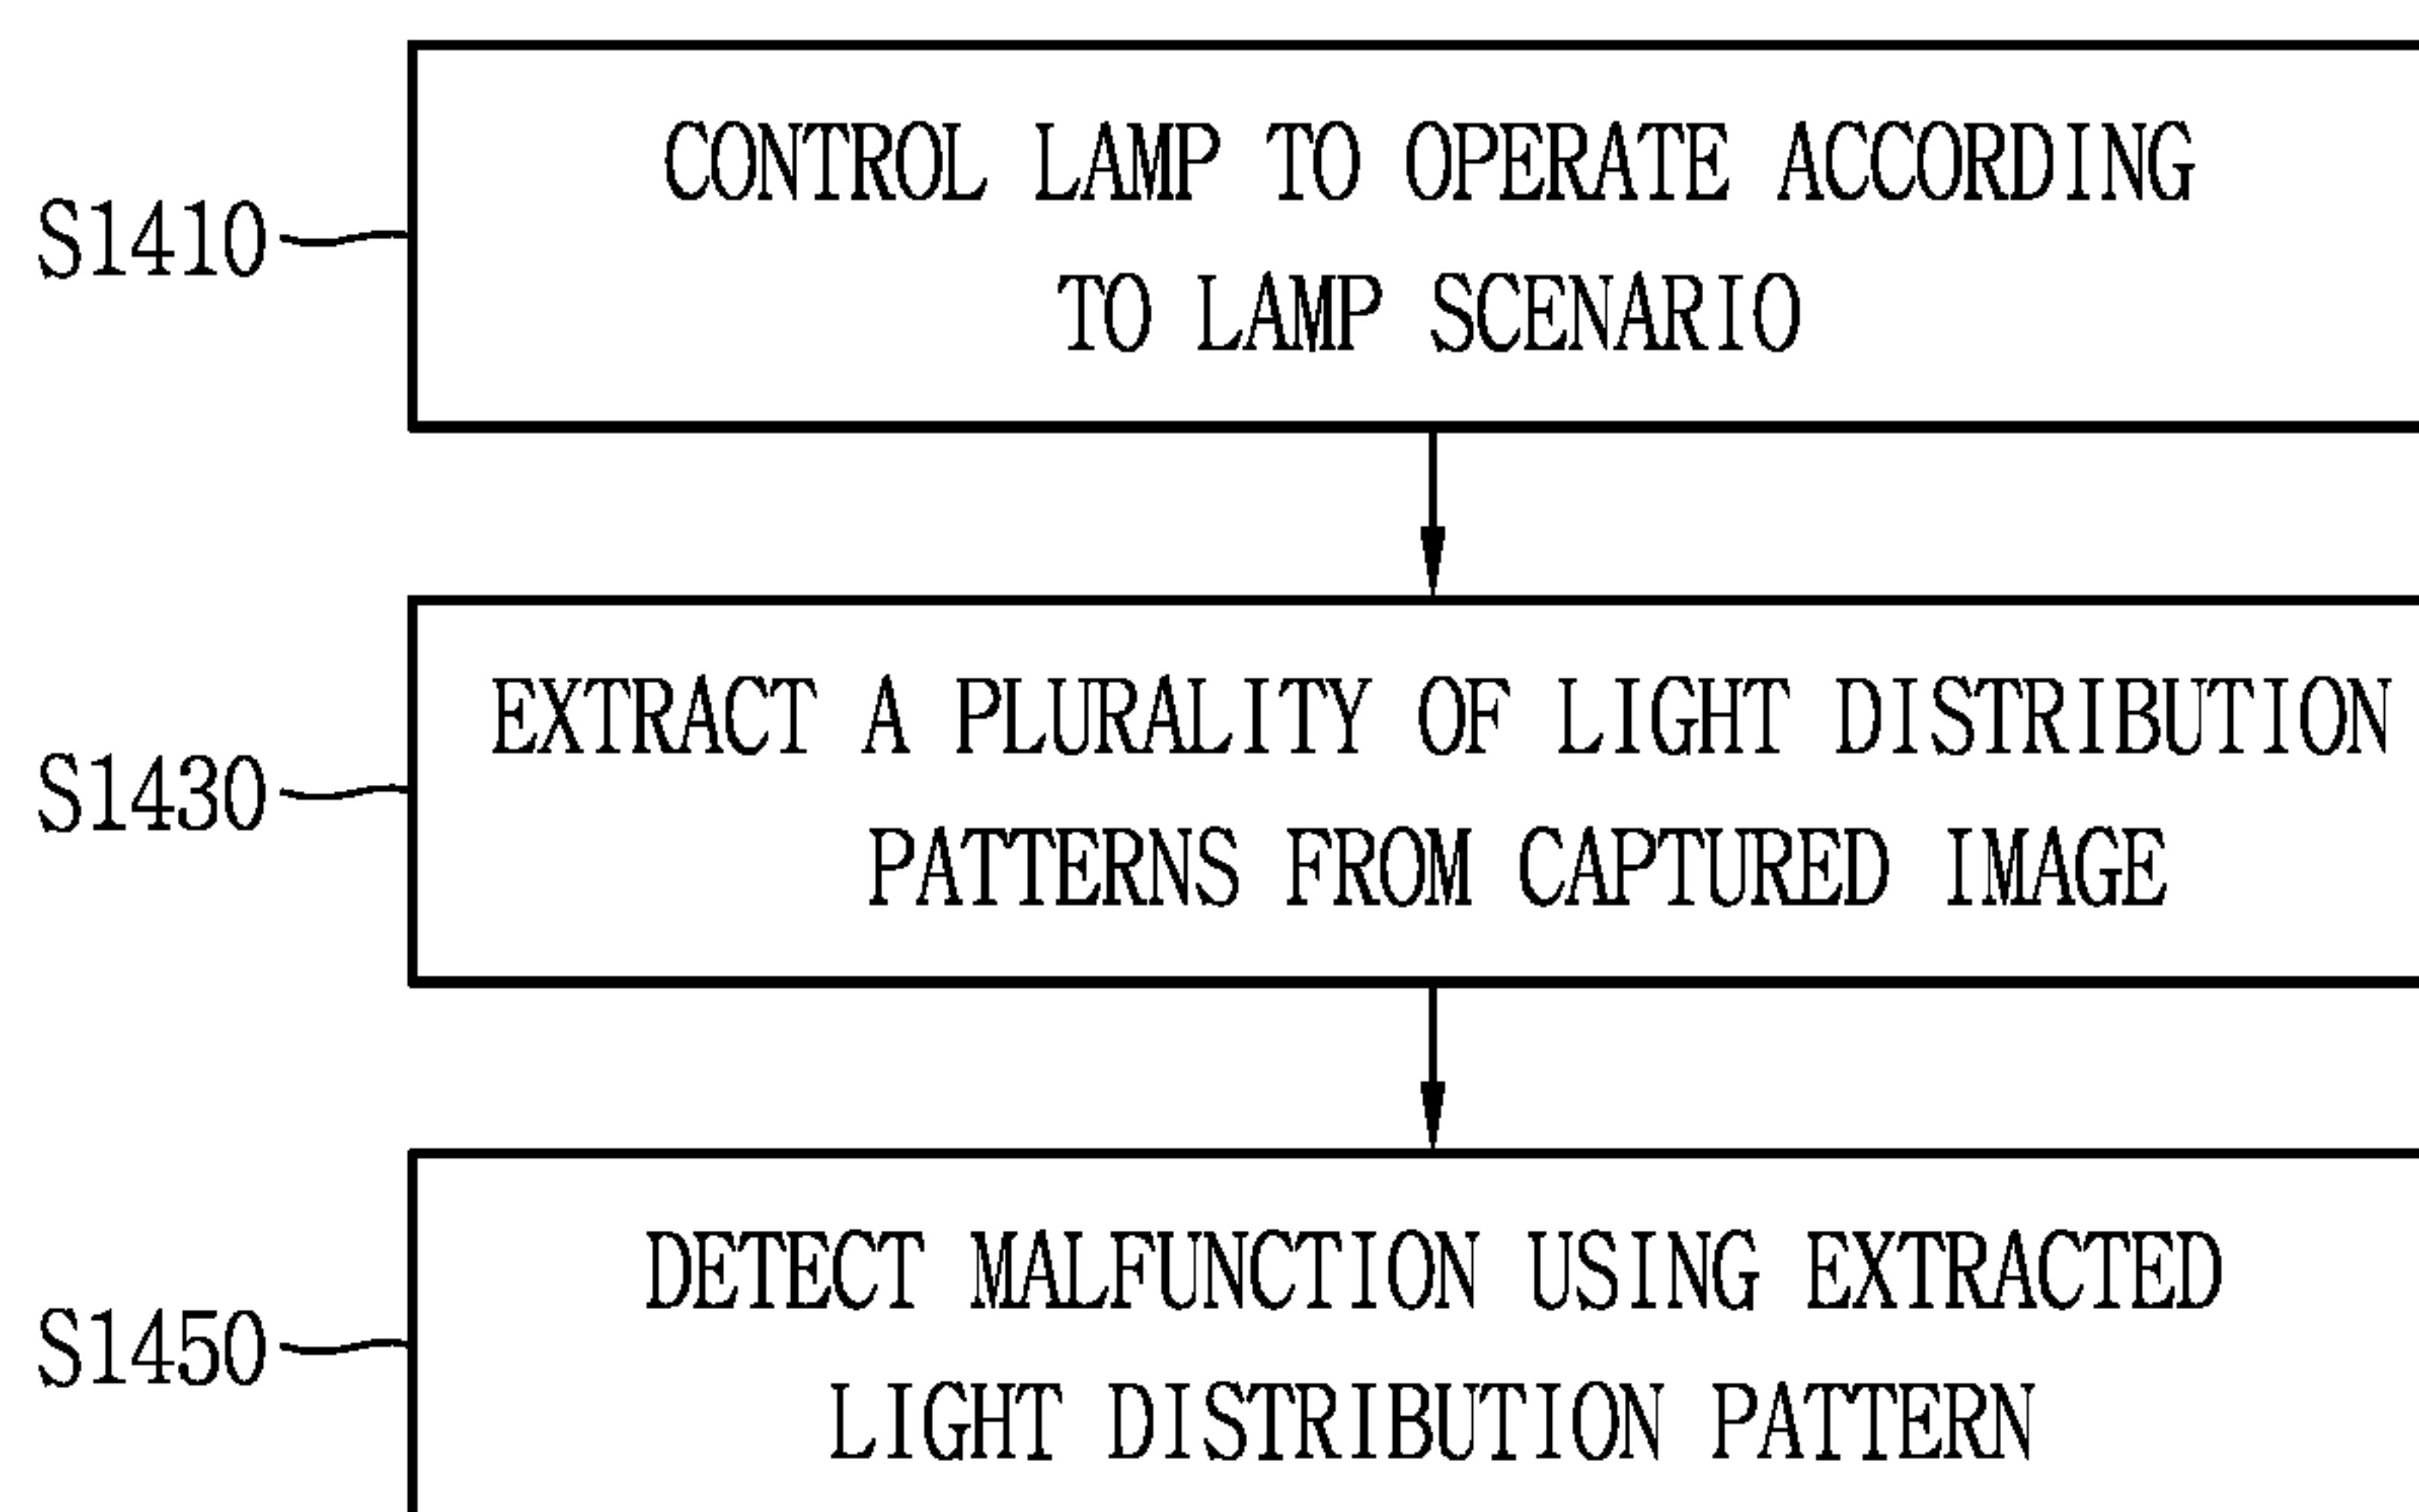 S1410
CONTROL LAMP TO OPERATE ACCORDING
TO LAMP SCENARIO
S1430
EXTRACT A PLURALITY OF LIGHT DISTRIBUTION
PATTERNS FROM CAPTURED IMAGE
S1450
DETECT MALFUNCTION USING EXTRACTED
LIGHT DISTRIBUTION PATTERN